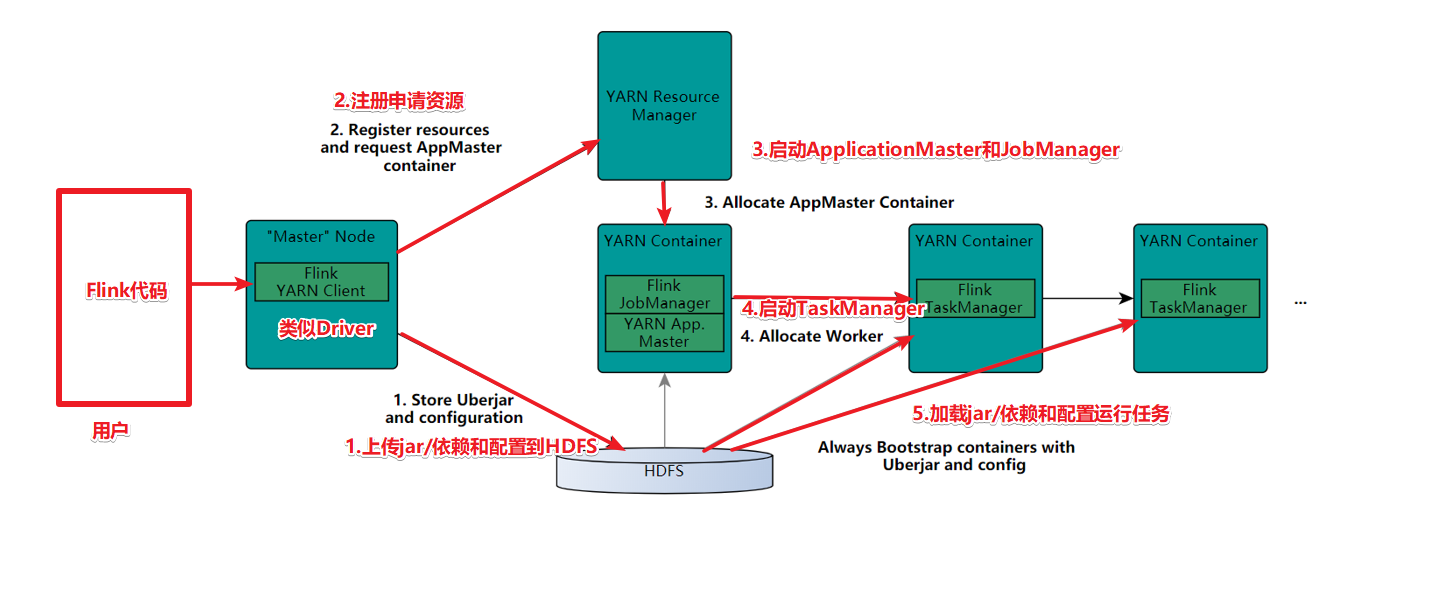 YARN Resource
Manager
2.注册申请资源
2. Register resources
and request AppMaster
container
3.启动ApplicationMaster和JobManager
3. Allocate AppMaster Container
Flink代码
用户
"Master" Node
Flink
YARN Client
类似Driver
YARN Container
Flink
JobManager
YARN App.
Master
4.启动TaskManager
4. Allocate Worker
YARN Container
Flink
TaskManager
YARN Container
Flink
TaskManager
...
1. Store Uberjar
and configuration
1.上传jar/依赖和配置到HDFS
HDFS
5.加载jar/依赖和配置运行任务
Always Bootstrap containers with
Uberjar and config